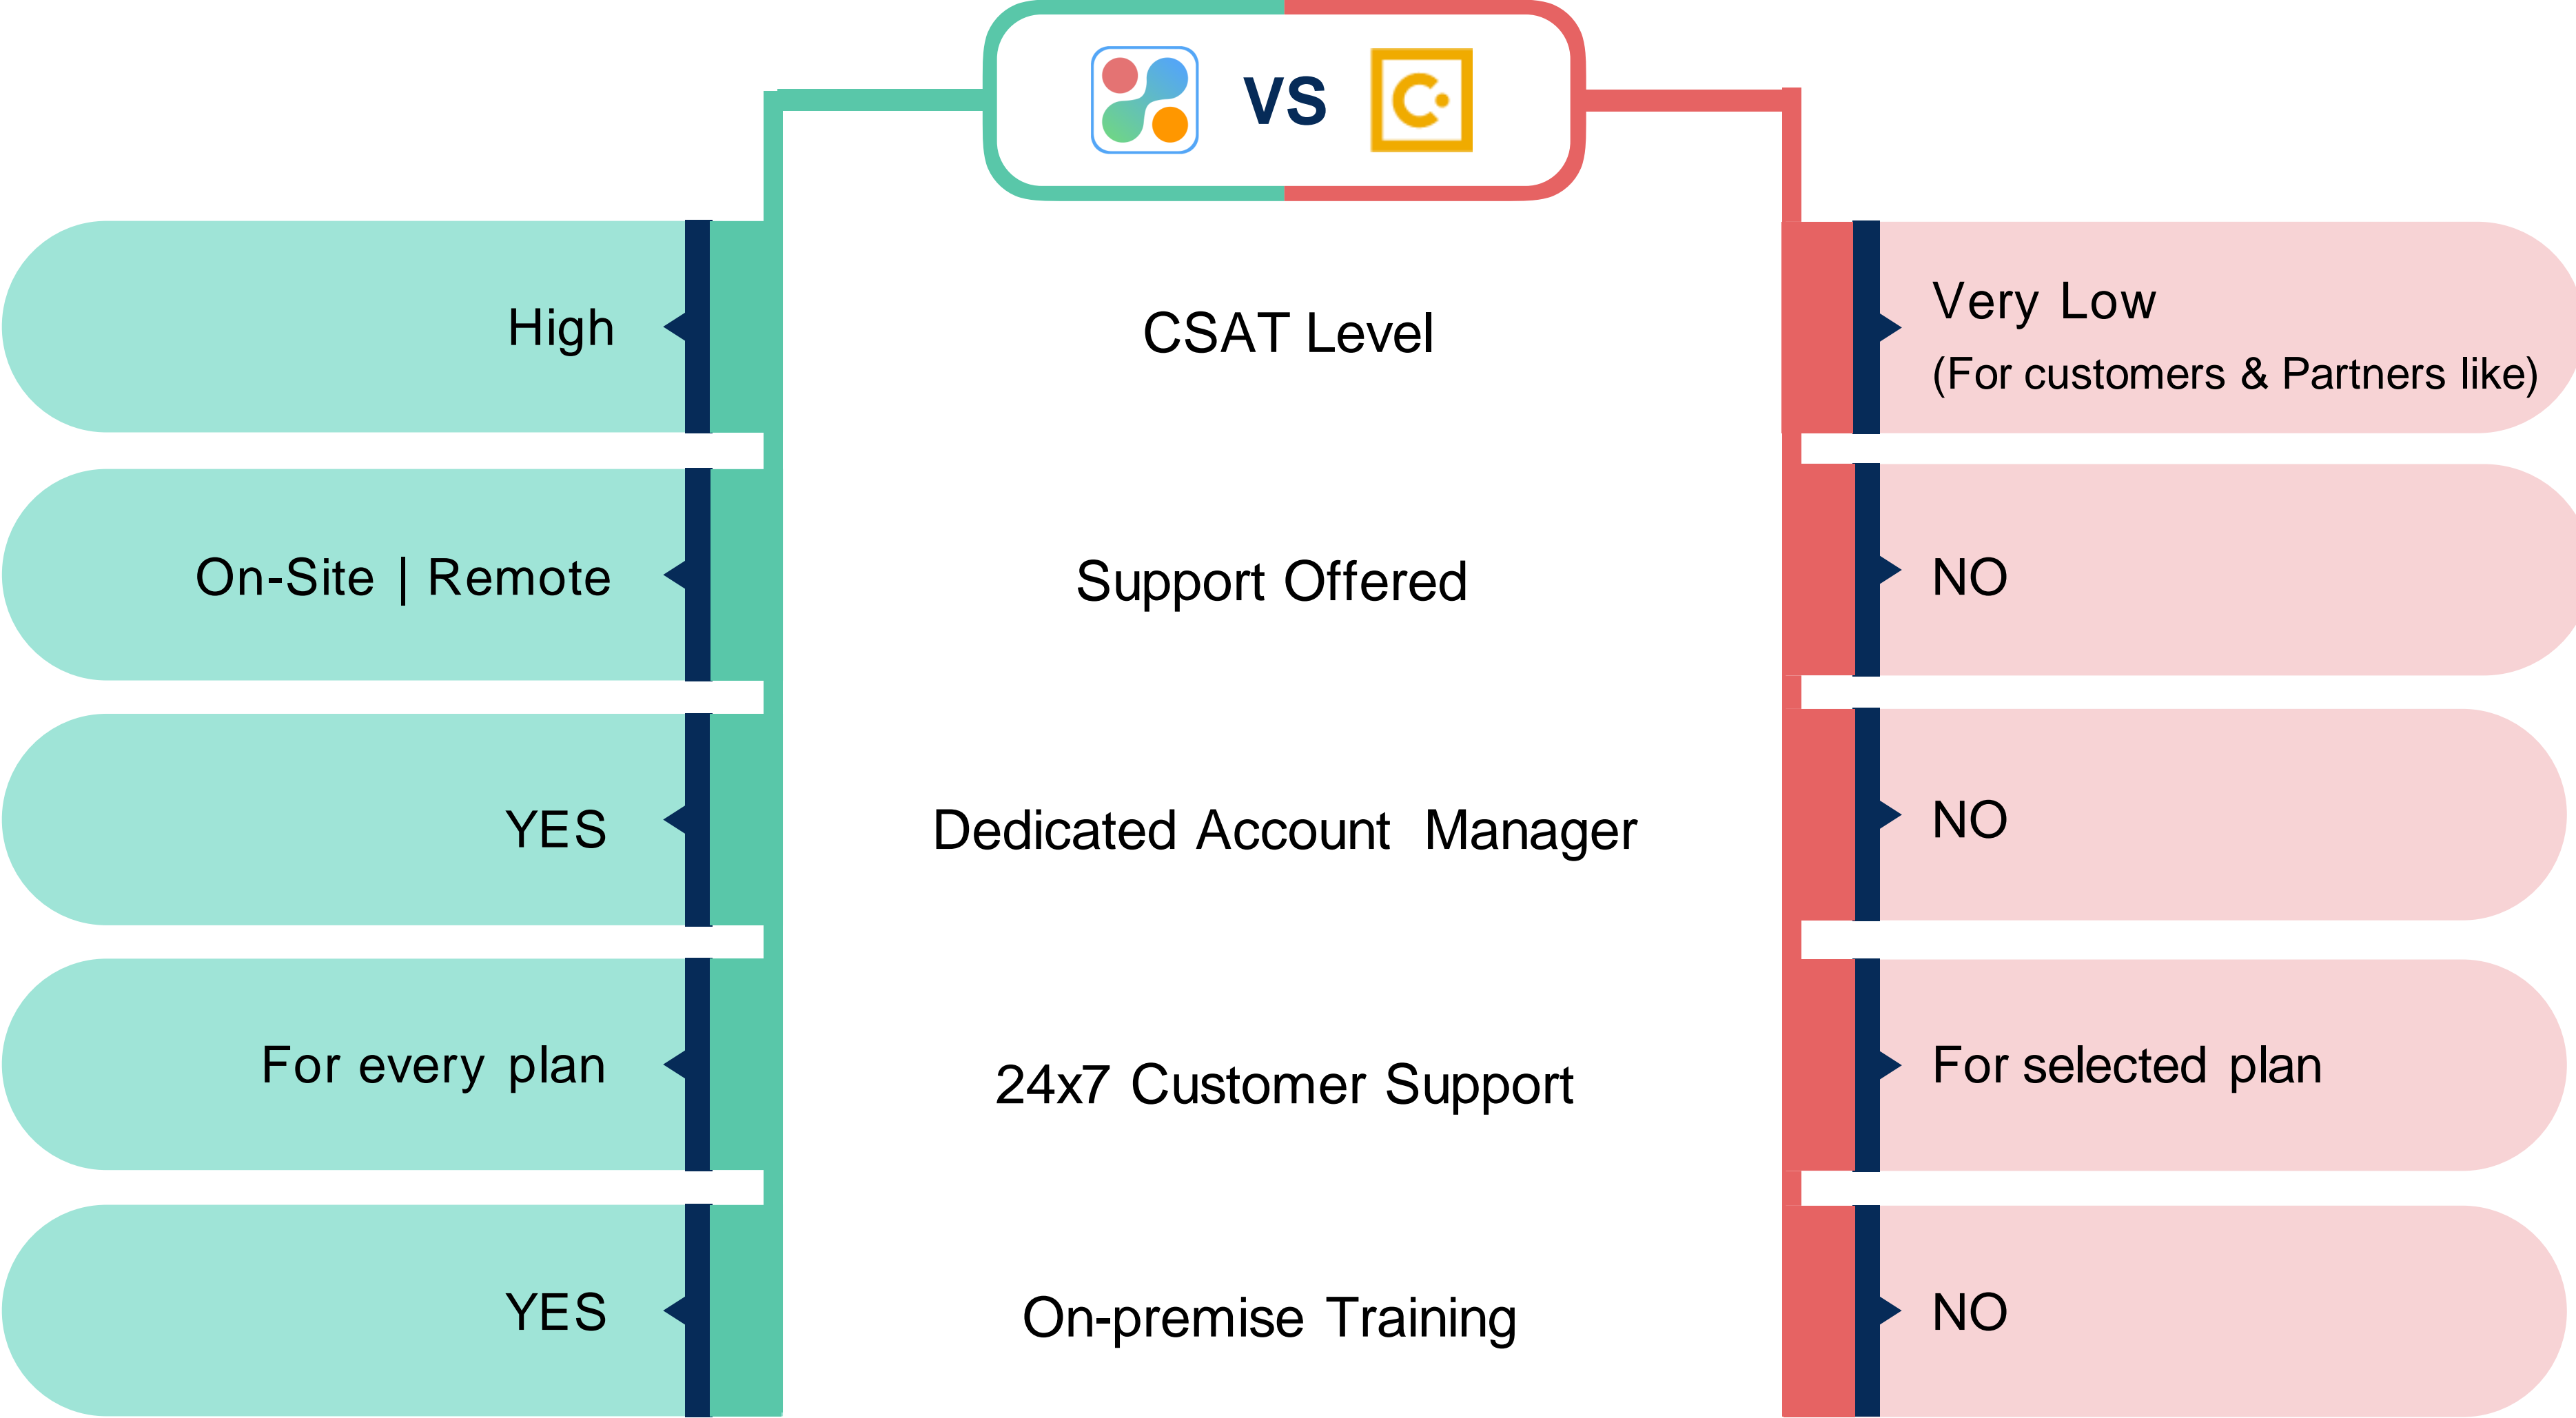 VS
High
CSAT Level
Very Low
(For customers & Partners like)
On-Site | Remote
Support Offered
NO
YES
Dedicated Account Manager
NO
For every plan
24x7 Customer Support
For selected plan
YES
On-premise Training
NO